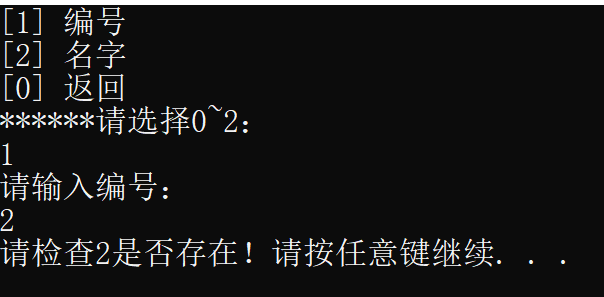 [1] 编号
[2] 名字
[0] 返回
******请选择0~2：
1
请输入编号：
2
请检查2是否存在！请按任意键继续. . .